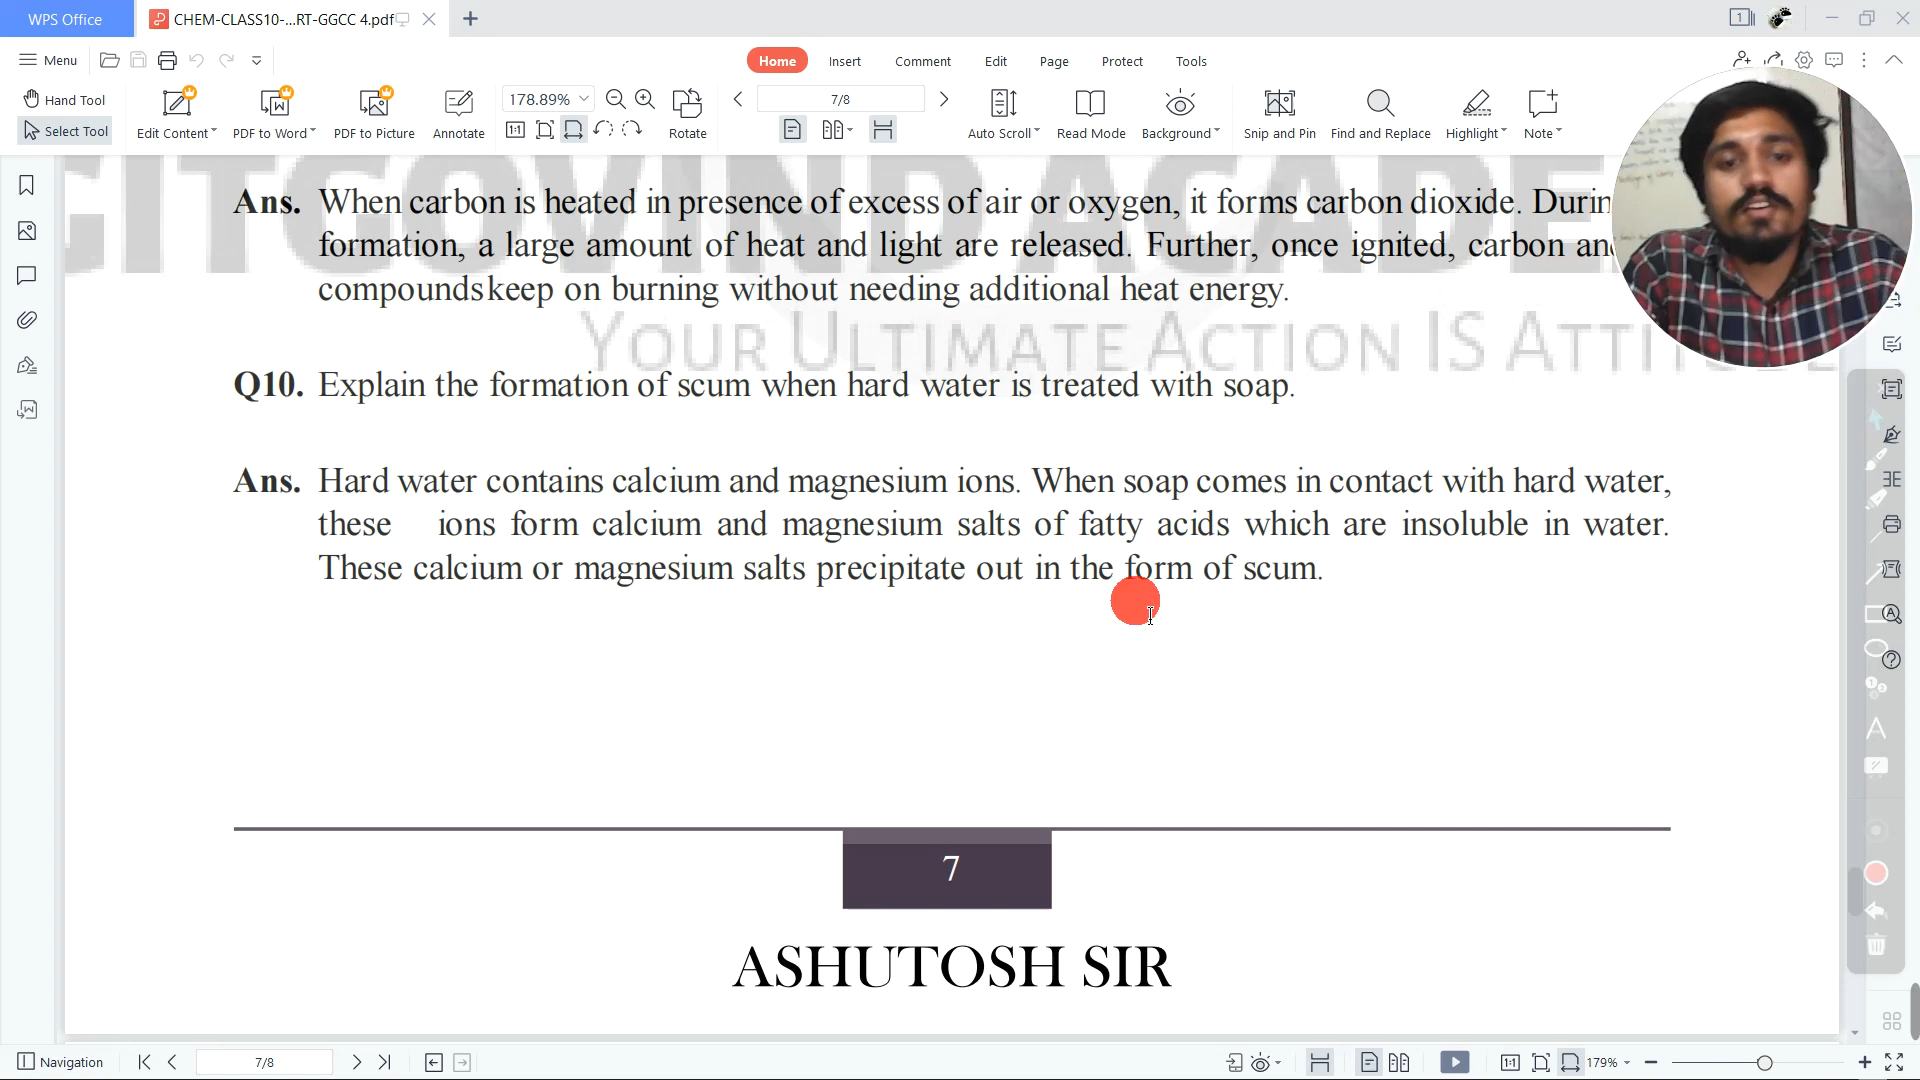 WPS Office
CHEM-CLASS10-...RT-GGCC 4.pdf
Menu
Home
Insert
Comment
Edit
Page
Protect
Tools
Hand Tool
Select Tool
Edit Content
PDF to Word
PDF to Picture
Annotate
178.89%
Rotate
7/8
Auto Scroll
Read Mode
Background
Snip and Pin
Find and Replace
Highlight
Note
GITGOVIND ACADE
Ans. When carbon is heated in presence of excess of air or oxygen, it forms carbon dioxide. Durin
formation, a large amount of heat and light are released. Further, once ignited, carbon an
compounds keep on burning without needing additional heat energy.
YOUR ULTIMATE ACTION IS ATTI
Q10. Explain the formation of scum when hard water is treated with soap.
Ans. Hard water contains calcium and magnesium ions. When soap comes in contact with hard water,
these ions form calcium and magnesium salts of fatty acids which are insoluble in water.
These calcium or magnesium salts precipitate out in the form of scum.
7
ASHUTOSH SIR
Navigation
7/8
179%